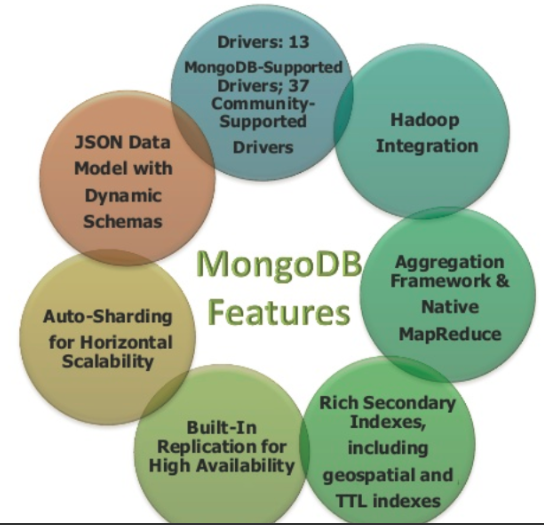 Drivers: 13
MongoDB-Supported
Drivers; 37
Community-
Supported
Drivers
Hadoop
Integration
Aggregation
Framework &
Native
MapReduce
Rich Secondary
Indexes,
including
geospatial and
TTL indexes
Built-In
Replication for
High Availability
Auto-Sharding
for Horizontal
Scalability
JSON Data
Model with
Dynamic
Schemas
MongoDB
Features